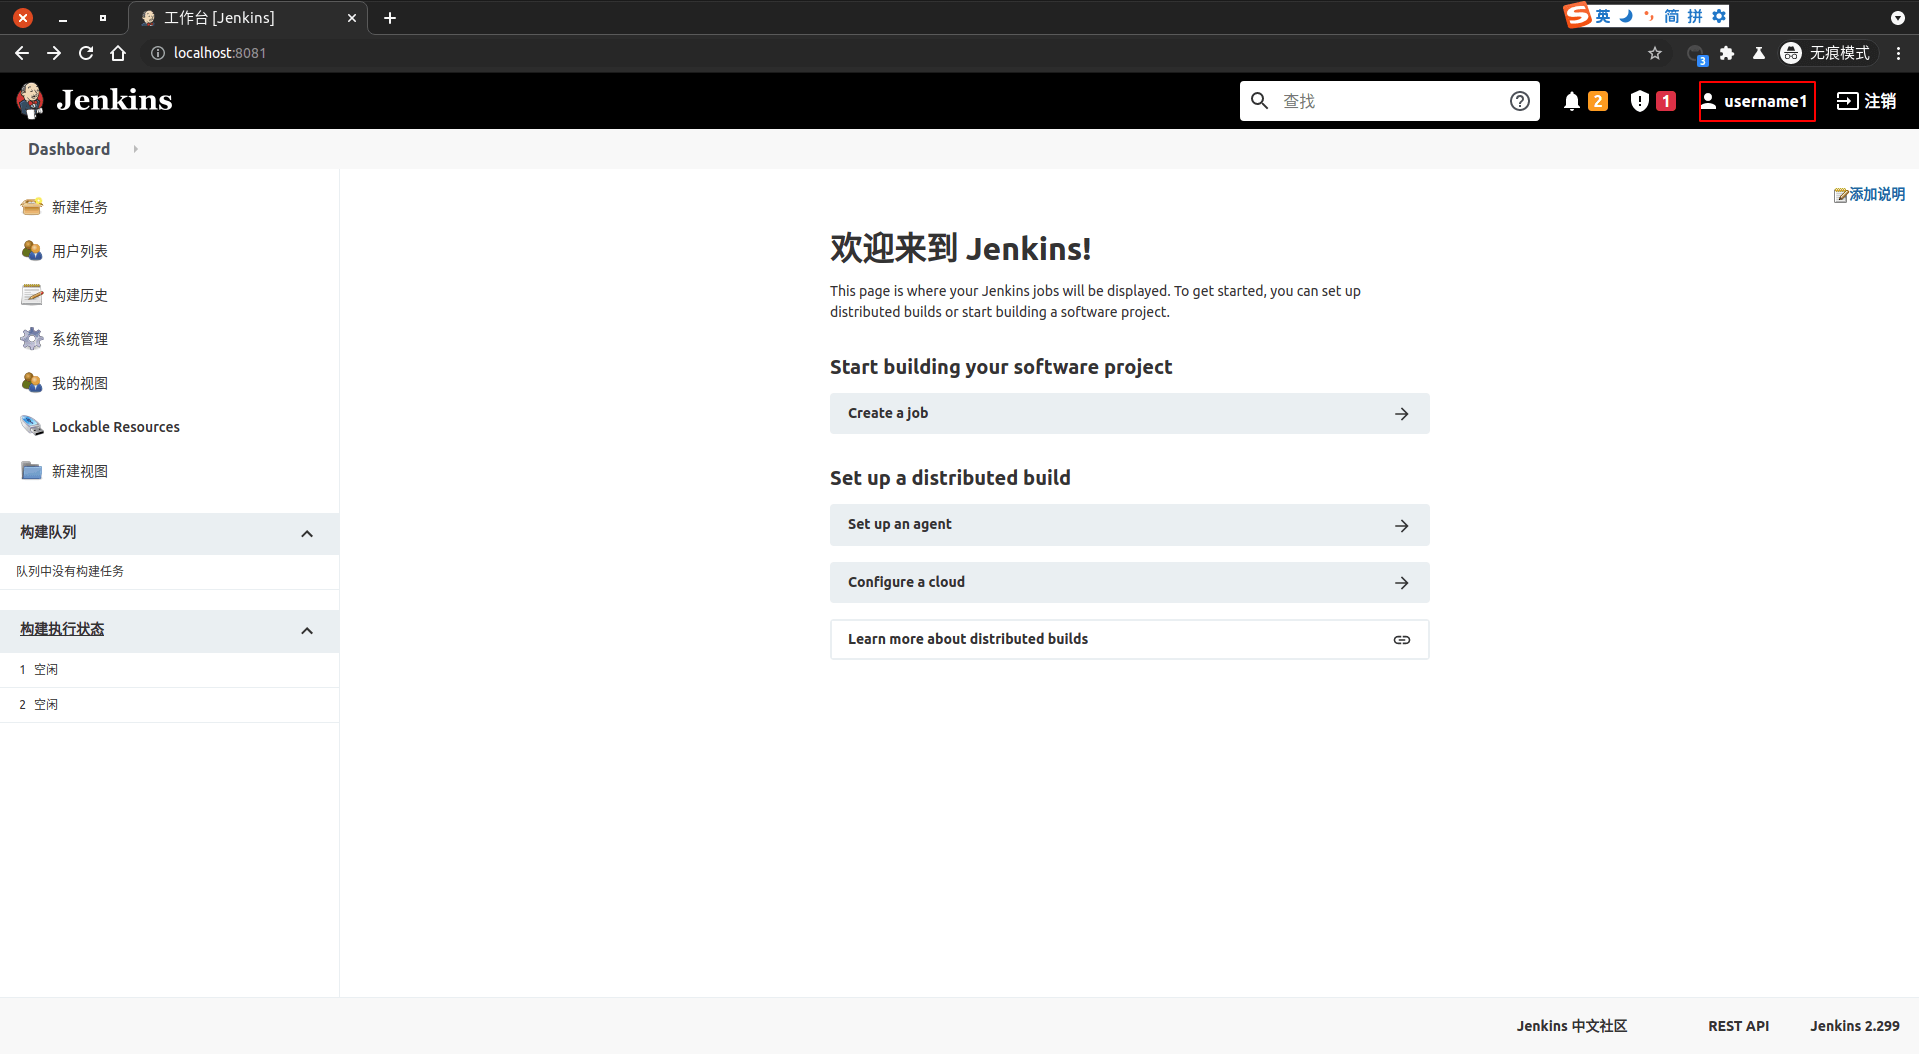 工作台 [Jenkins]
英 简 拼
localhost:8081
3
无痕模式
Jenkins
查找
2
1
username1
注销
Dashboard
添加说明
新建任务
用户列表
构建历史
系统管理
我的视图
Lockable Resources
新建视图
构建队列
队列中没有构建任务
构建执行状态
1 空闲
2 空闲
欢迎来到 Jenkins!
This page is where your Jenkins jobs will be displayed. To get started, you can set up
distributed builds or start building a software project.
Start building your software project
Create a job
Set up a distributed build
Set up an agent
Configure a cloud
Learn more about distributed builds
Jenkins 中文社区
REST API
Jenkins 2.299